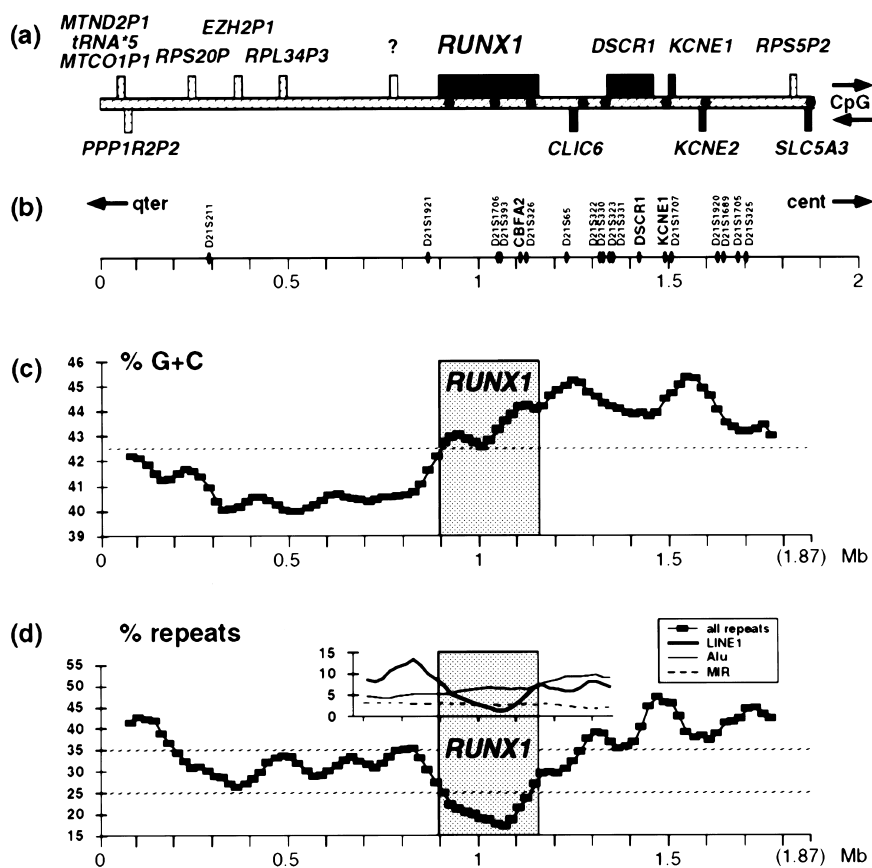 (a)
MTND2P1
tRNA*5
MTCO1P1
RPS20P
EZH2P1
RPL34P3
?
RUNX1
DSCR1
KCNE1
RPS5P2
CpG
PPP1R2P2
CLIC6
KCNE2
SLC5A3
(b)
qter
cent
D21S211
D21S1921
D21S1706
D21S393
CBFA2
D21S326
D21S65
D21S322
D21S330
D21S323
D21S331
DSCR1
KCNE1
D21S1707
D21S1920
D21S1689
D21S1705
D21S325
0 0.5 1 1.5 2
(c)
% G+C
RUNX1
46
45
44
43
42
41
40
39
0 0.5 1 1.5 (1.87) Mb
(d)
% repeats
all repeats
LINE1
Alu
MIR
15
10
5
0
RUNX1
55
50
45
40
35
30
25
20
15
0 0.5 1 1.5 (1.87) Mb